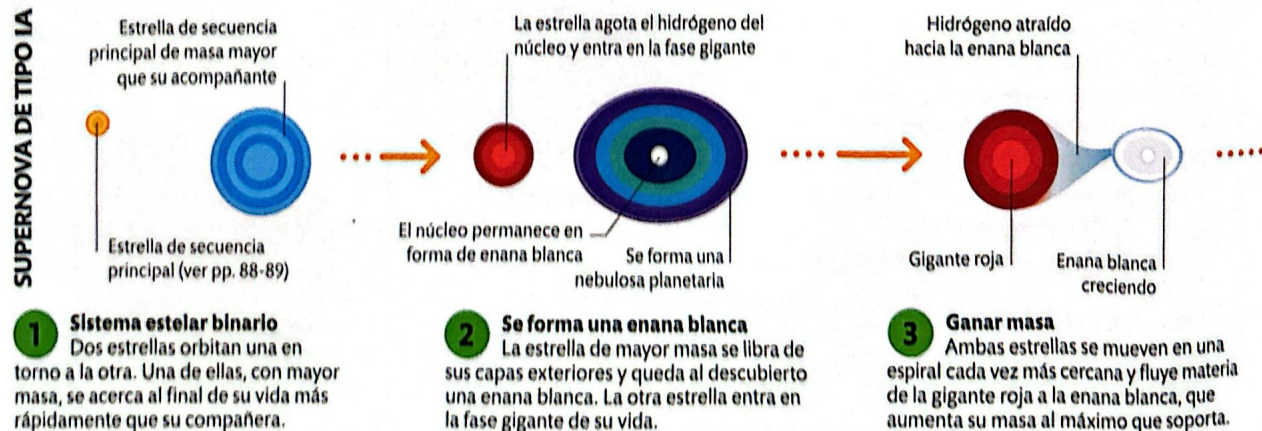 SUPERNOVA DE TIPO IA
Estrella de secuencia
principal de masa mayor
que su acompañante
Estrella de secuencia
principal (ver pp. 88-89)
La estrella agota el hidrógeno del
núcleo y entra en la fase gigante
El núcleo permanece en
forma de enana blanca
Se forma una
nebulosa planetaria
Hidrógeno atraído
hacia la enana blanca
Gigante roja
Enana blanca
creciendo
1 Sistema estelar binario
Dos estrellas orbitan una en
torno a la otra. Una de ellas, con mayor
masa, se acerca al final de su vida más
rápidamente que su compañera.
2 Se forma una enana blanca
La estrella de mayor masa se libra de
sus capas exteriores y queda al descubierto
una enana blanca. La otra estrella entra en
la fase gigante de su vida.
3 Ganar masa
Ambas estrellas se mueven en una
espiral cada vez más cercana y fluye materia
de la gigante roja a la enana blanca, que
aumenta su masa al máximo que soporta.